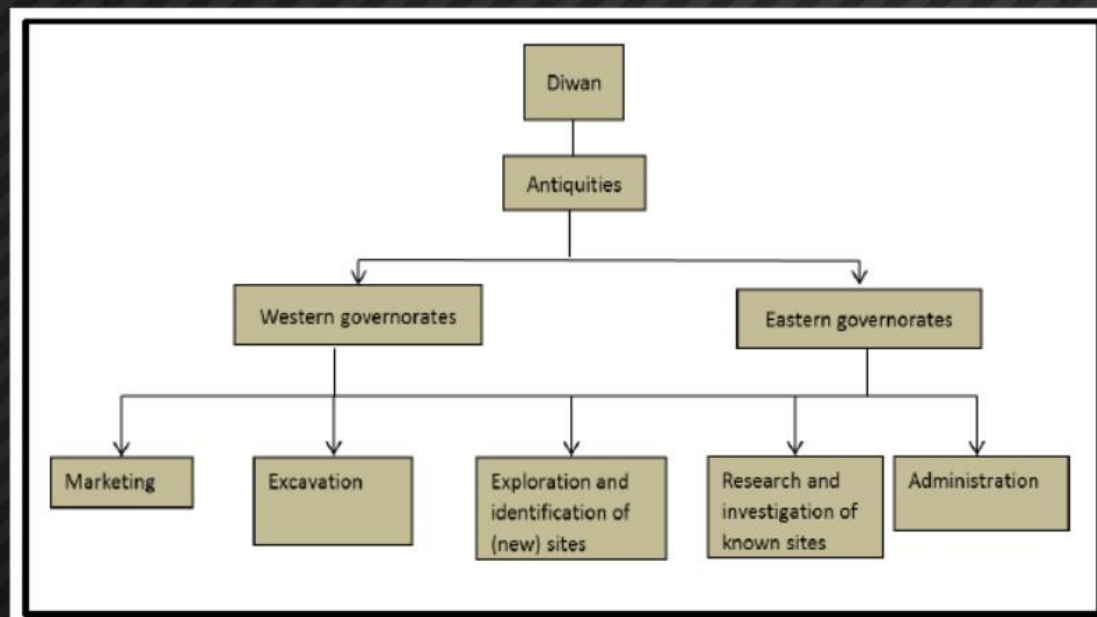 Diwan
Antiquities
Western governorates
Eastern governorates
Marketing
Excavation
Exploration and
identification of
(new) sites
Research and
investigation of
known sites
Administration